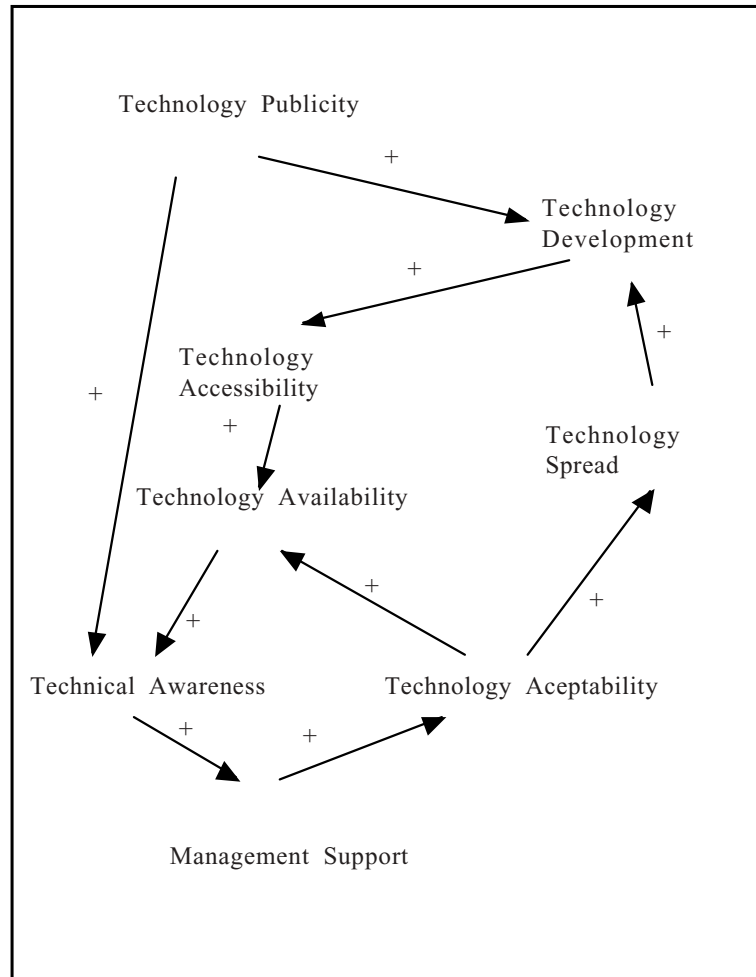 Technology Publicity
+
Technology
Development
+
Technology
Accessibility
+
+
+
Technology
Spread
Technology Availability
+
+
+
Technical Awareness
Technology Aceptability
+
+
Management Support